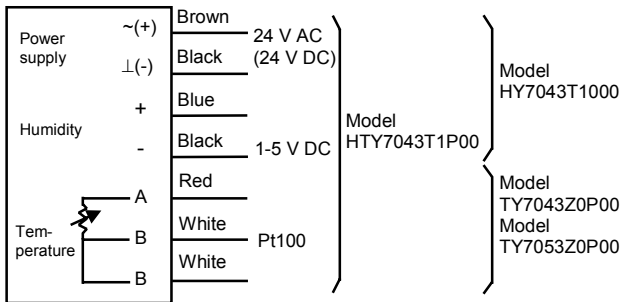 Power
supply
~(+)
⊥(-)
Brown
Black
24 V AC
(24 V DC)
Humidity
+
-
Blue
Black
1-5 V DC
Tem-
perature
A
B
B
Red
White
White
Pt100
Model
HTY7043T1P00
Model
HY7043T1000
Model
TY7043Z0P00
Model
TY7053Z0P00